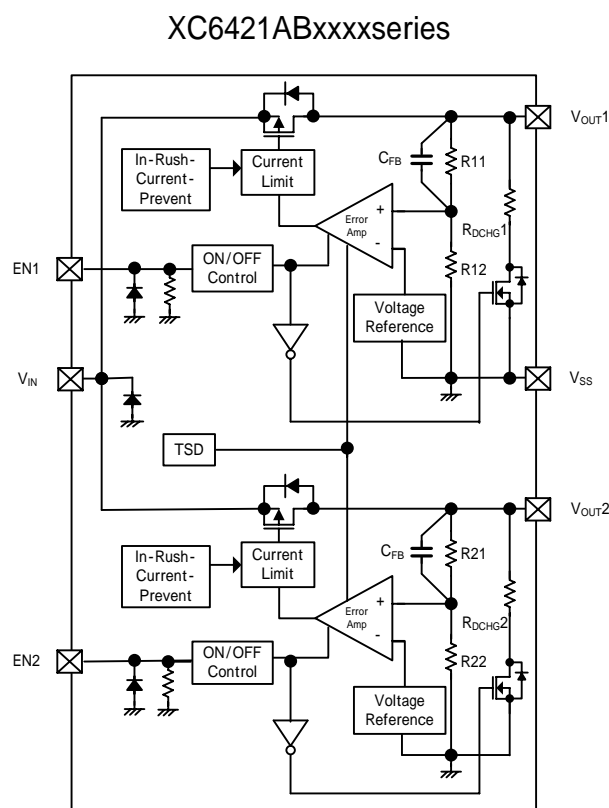 XC6421ABxxxxseries
VOUT1
In-Rush-
Current-
Prevent
Current
Limit
CFB
R11
Error
Amp
+
-
RDCHG1
EN1
ON/OFF
Control
R12
Voltage
Reference
VIN
VSS
TSD
VOUT2
In-Rush-
Current-
Prevent
Current
Limit
CFB
R21
Error
Amp
+
-
RDCHG2
EN2
ON/OFF
Control
R22
Voltage
Reference